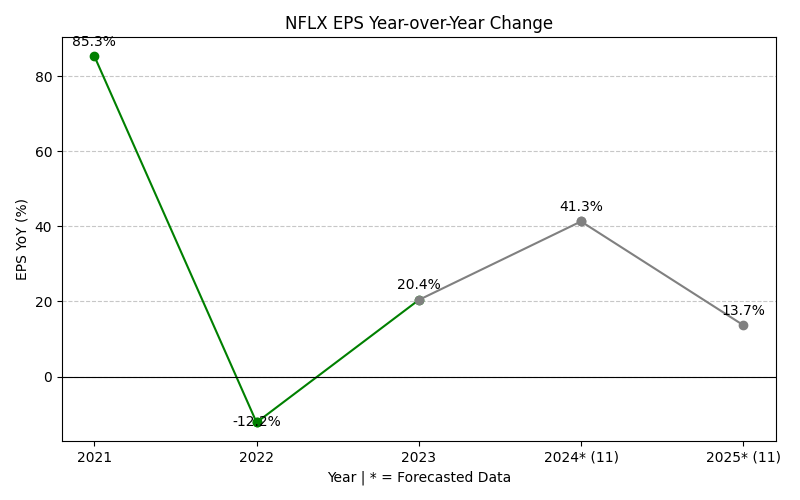 NFLX EPS Year-over-Year Change
85.3%
80
60
41.3%
40
EPS YoY (%)
20.4%
20
13.7%
0
-12.2%
2021 2022 2023 2024* (11) 2025* (11)
Year | * = Forecasted Data